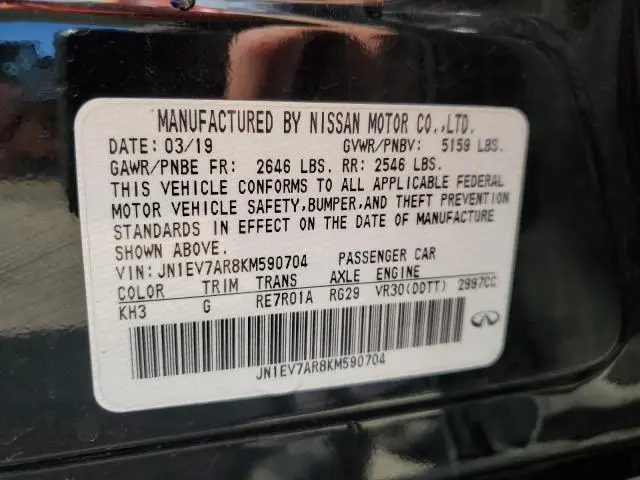 MANUFACTURED BY NISSAN MOTOR CO.,LTD.
DATE: 03/19 GVWR/PNBV: 5159 LBS.
GAWR/PNBE FR: 2646 LBS. RR: 2546 LBS.
THIS VEHICLE CONFORMS TO ALL APPLICABLE FEDERAL
MOTOR VEHICLE SAFETY,BUMPER,AND THEFT PREVENTION
STANDARDS IN EFFECT ON THE DATE OF MANUFACTURE
SHOWN ABOVE.
VIN: JN1EV7AR8KM590704 PASSENGER CAR
COLOR TRIM TRANS AXLE ENGINE
KH3 G RE7R01A RG29 VR30(DDTT) 2997CC
JN1EV7AR8KM590704